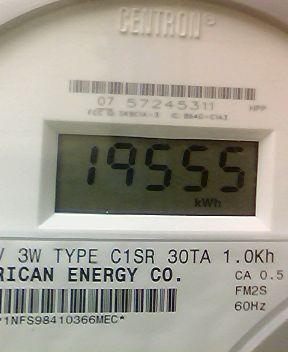 CENTRON®
07 57245311 HPP
19555
kWh
V 3W TYPE C1SR 30TA 1.0Kh
RICAN ENERGY CO. CA 0.5
FM2S
60Hz
1NFS98410366MEC*